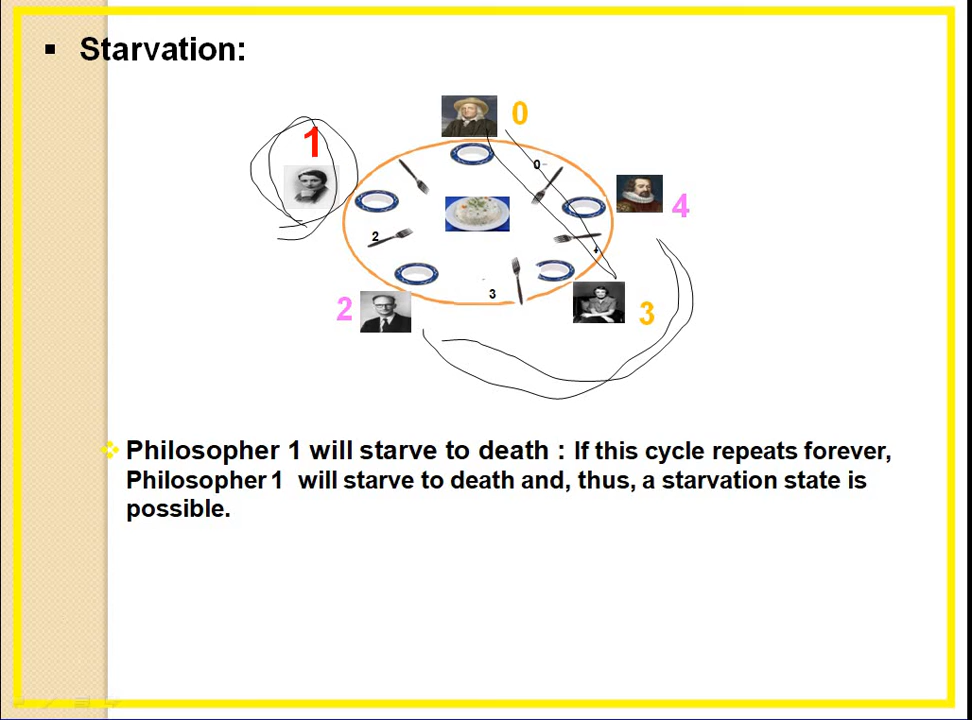 Starvation:
0
1
0
4
2
3
2
3
Philosopher 1 will starve to death : If this cycle repeats forever,
Philosopher 1 will starve to death and, thus, a starvation state is
possible.